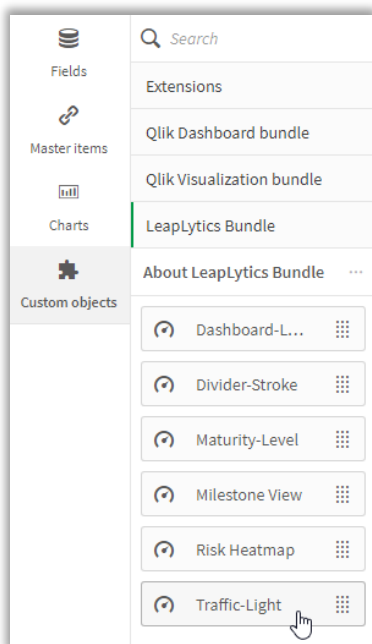 Fields
Master items
Charts
Custom objects
Search
Extensions
Qlik Dashboard bundle
Qlik Visualization bundle
LeapLytics Bundle
About LeapLytics Bundle ...
Dashboard-L...
Divider-Stroke
Maturity-Level
Milestone View
Risk Heatmap
Traffic-Light